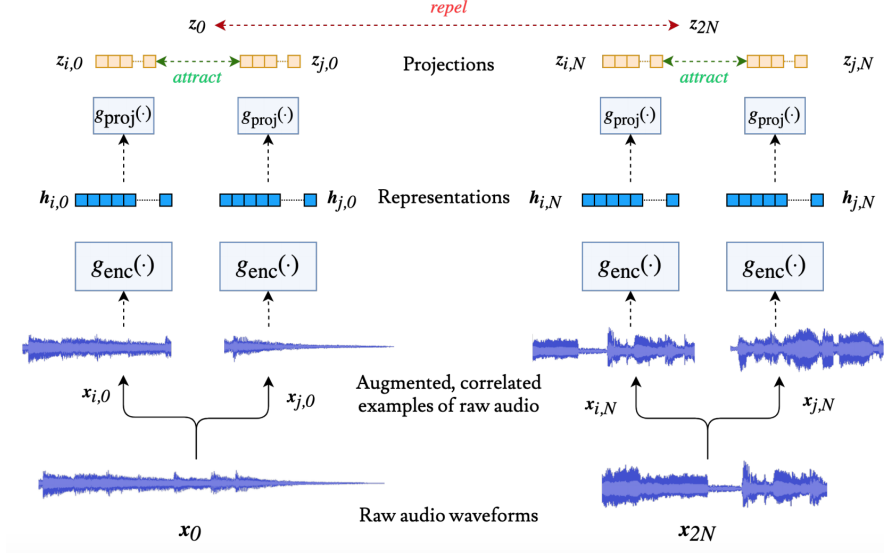 repel
z0 z2N
zi,0 attract zj,0 Projections zi,N attract zj,N
gproj(·) gproj(·) gproj(·) gproj(·)
hi,0 hj,0 Representations hi,N hj,N
genc(·) genc(·) genc(·) genc(·)
xi,0 xj,0 Augmented, correlated
examples of raw audio xi,N xj,N
Raw audio waveforms
x0 x2N